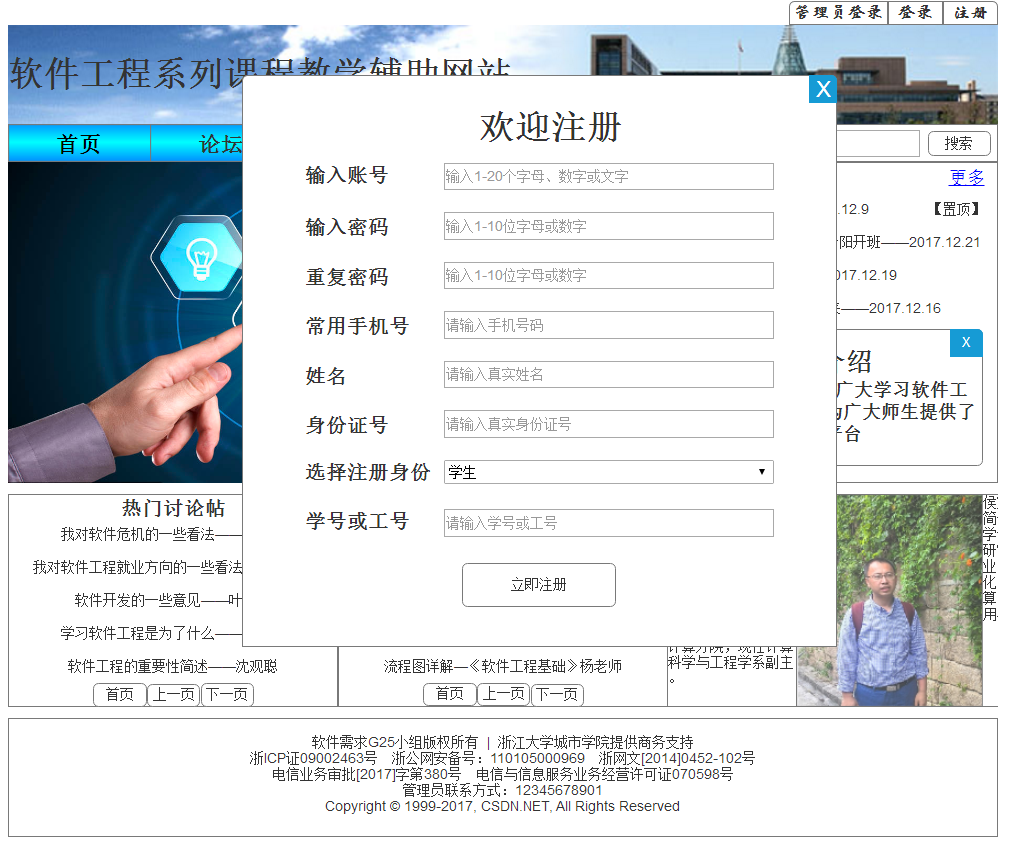 管理员登录 登录 注册
软件工程系列课程教学辅助网站
X
首页 论坛
搜索
欢迎注册
输入账号 输入1-20个字母、数字或文字
输入密码 输入1-10位字母或数字
重复密码 输入1-10位字母或数字
常用手机号 请输入手机号码
姓名 请输入真实姓名
身份证号 请输入真实身份证号
选择注册身份 学生
学号或工号 请输入学号或工号
立即注册
更多
.12.9 【置顶】
阳开班——2017.12.21
017.12.19
——2017.12.16
X
介绍
广大学习软件工
广大师生提供了
平台
热门讨论帖
我对软件危机的一些看法——
我对软件工程就业方向的一些看法
软件开发的一些意见——叶
学习软件工程是为了什么——
软件工程的重要性简述——沈观聪
首页 上一页 下一页
流程图详解—《软件工程基础》杨老师
首页 上一页 下一页
计算分院，现任计算
科学与工程学系副主
。
侯
简
学
研
业
化
算
用
软件需求G25小组版权所有 | 浙江大学城市学院提供商务支持
浙ICP证09002463号 浙公网安备号：110105000969 浙网文[2014]0452-102号
电信业务审批[2017]字第380号 电信与信息服务业务经营许可证070598号
管理员联系方式：12345678901
Copyright © 1999-2017, CSDN.NET, All Rights Reserved